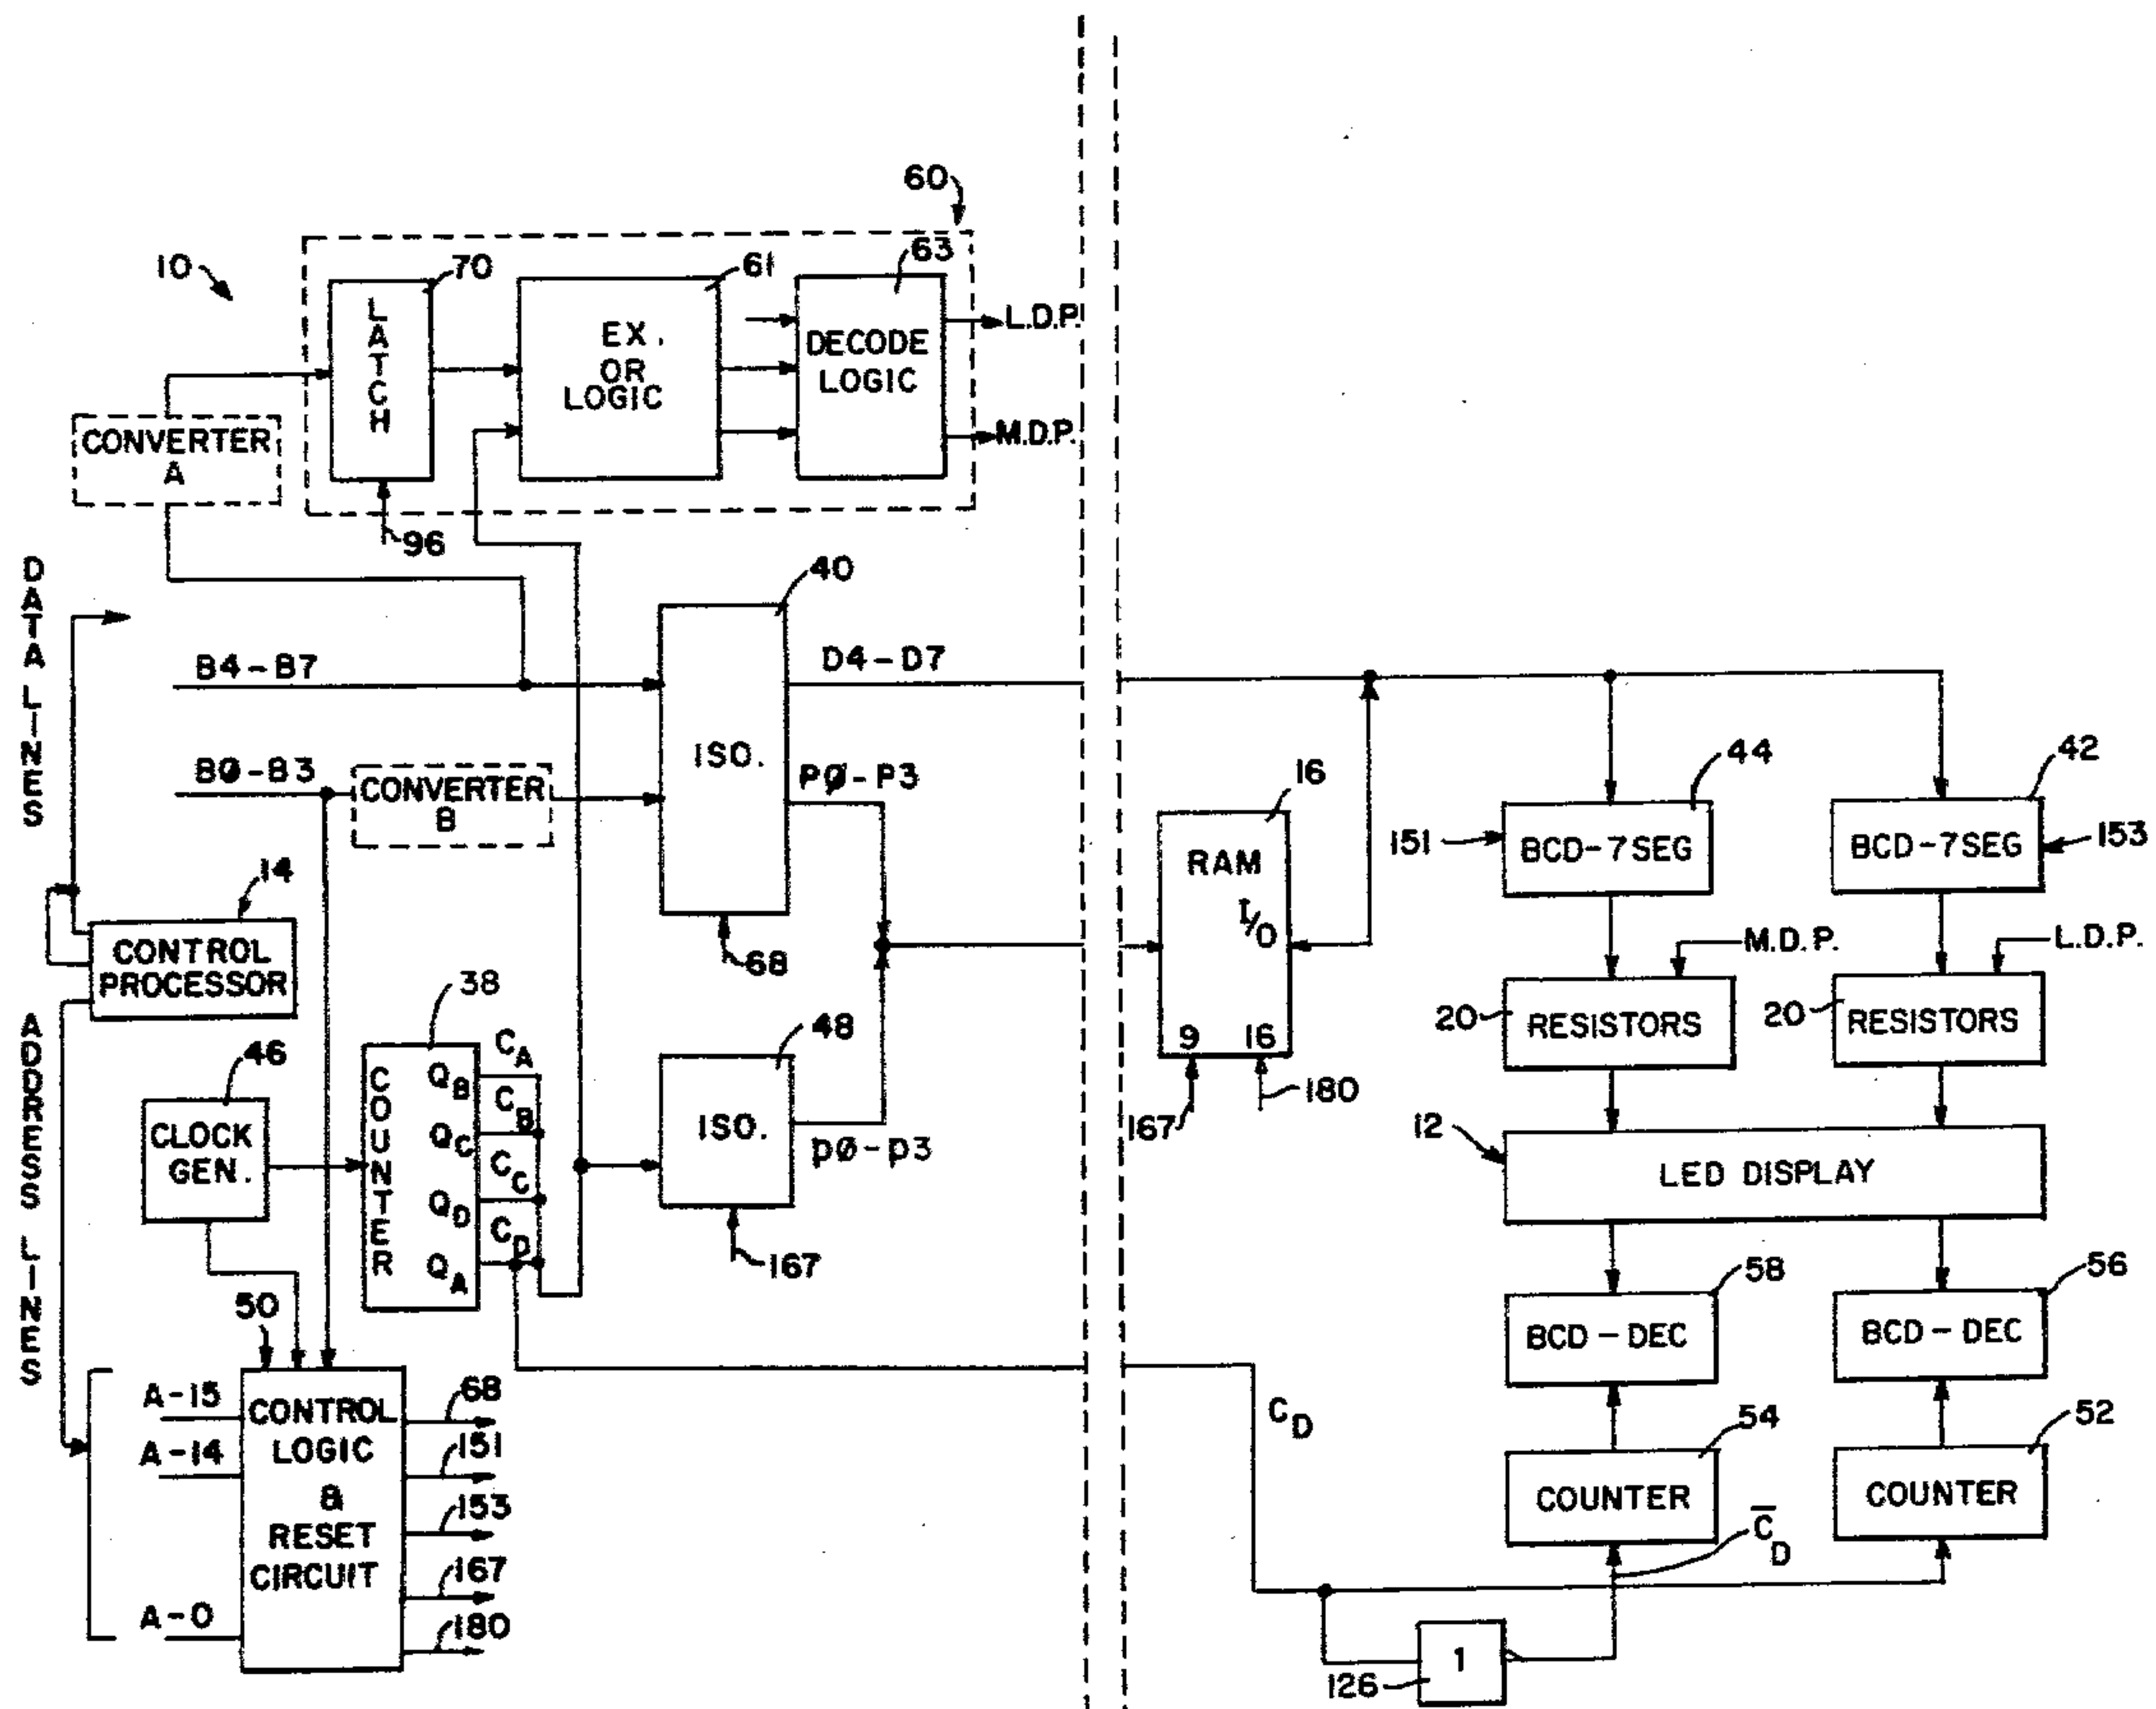 60
10
70
61
63
LATCH
EX.
OR
LOGIC
DECODE
LOGIC
L.D.P.
M.D.P.
CONVERTER
A
96
DATA LINES
40
B4-B7
D4-D7
ISO.
BØ-B3
CONVERTER
B
PØ-P3
68
16
RAM
I/O
9
16
167
180
44
42
151
BCD-7SEG
BCD-7SEG
153
M.D.P.
L.D.P.
20
RESISTORS
20
RESISTORS
12
LED DISPLAY
14
CONTROL
PROCESSOR
ADDRESS LINES
46
CLOCK
GEN.
38
COUNTER
QB
QC
QD
QA
CA
CB
CC
CD
48
ISO.
pØ-p3
167
58
56
BCD-DEC
BCD-DEC
54
52
COUNTER
COUNTER
CD
C̅D
1
126
50
A-15
A-14
A-0
CONTROL
LOGIC
&
RESET
CIRCUIT
68
151
153
167
180